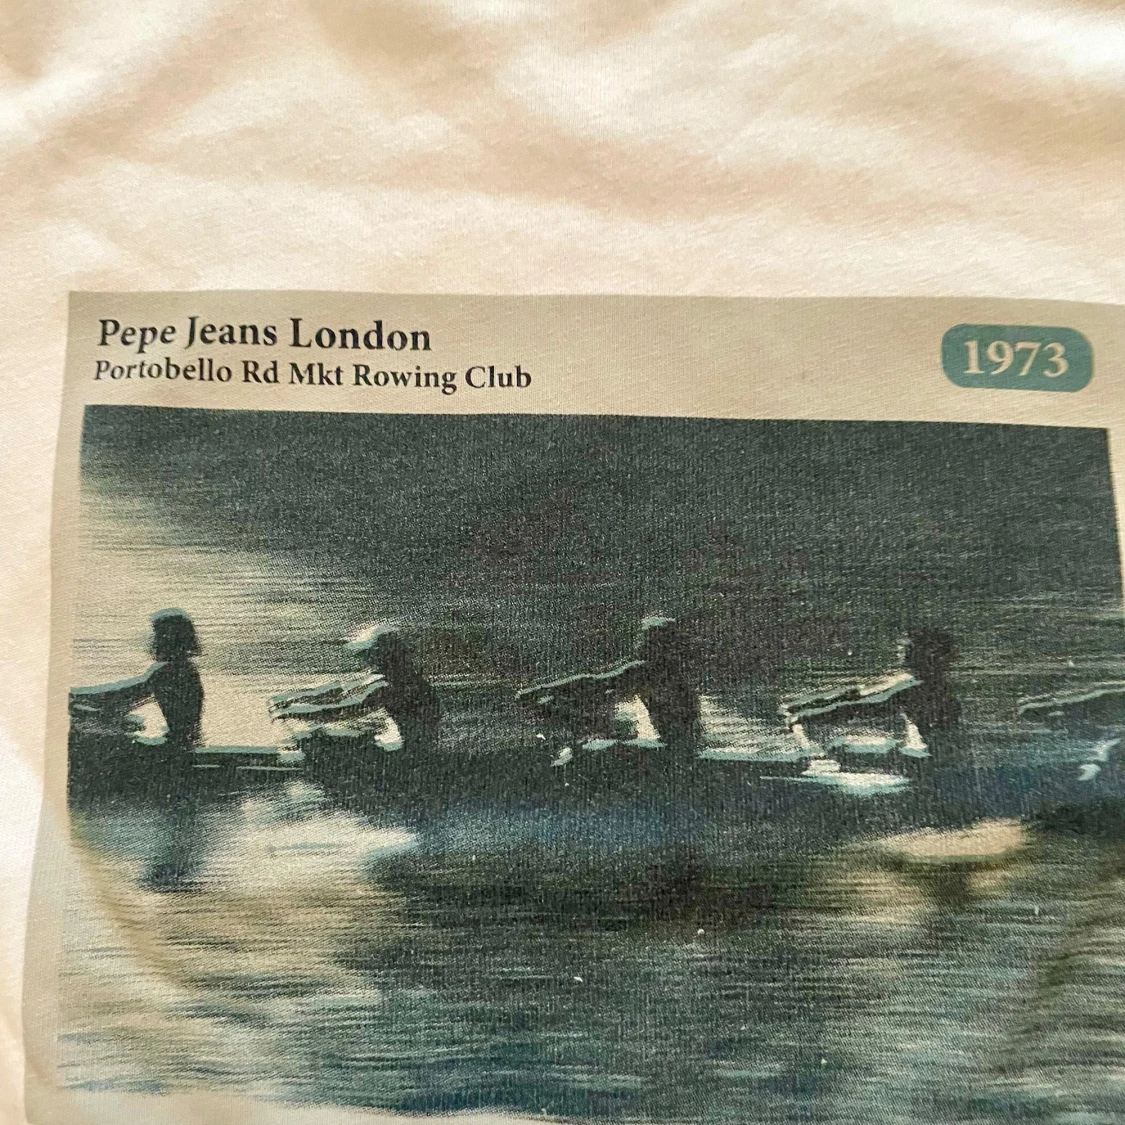 Pepe Jeans London
Portobello Rd Mkt Rowing Club
1973